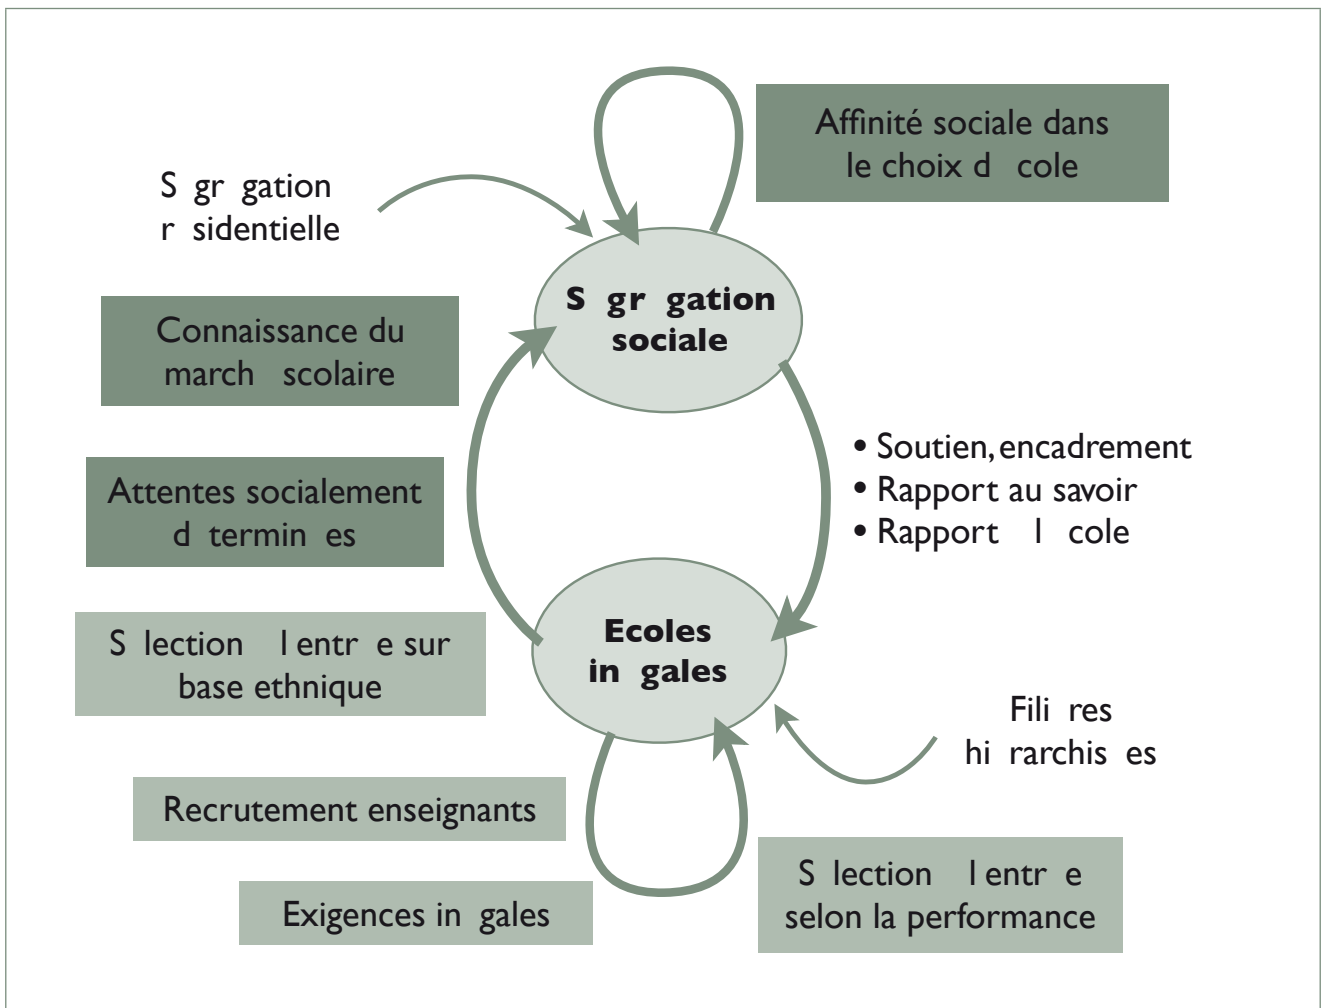 Affinité sociale dans
le choix d cole
S gr gation
r sidentielle
S gr gation
sociale
Connaissance du
march scolaire
• Soutien, encadrement
• Rapport au savoir
• Rapport l cole
Attentes socialement
d termin es
Ecoles
in gales
S lection l entr e sur
base ethnique
Fili res
hi rarchis es
Recrutement enseignants
S lection l entr e
selon la performance
Exigences in gales